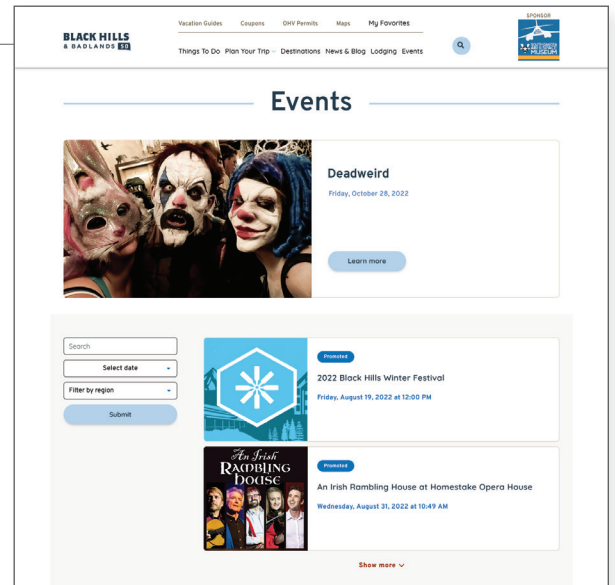 Vacation Guides Coupons OHV Permits Maps My Favorites
SPONSOR
BLACK HILLS
& BADLANDS SD
Things To Do Plan Your Trip Destinations News & Blog Lodging Events
MUSEUM
Events
Deadweird
Friday, October 28, 2022
Learn more
Search
Select date
Filter by region
Submit
Promoted
2022 Black Hills Winter Festival
Friday, August 19, 2022 at 12:00 PM
An Irish
RAMBLING
HOUSE
Promoted
An Irish Rambling House at Homestake Opera House
Wednesday, August 31, 2022 at 10:49 AM
Show more